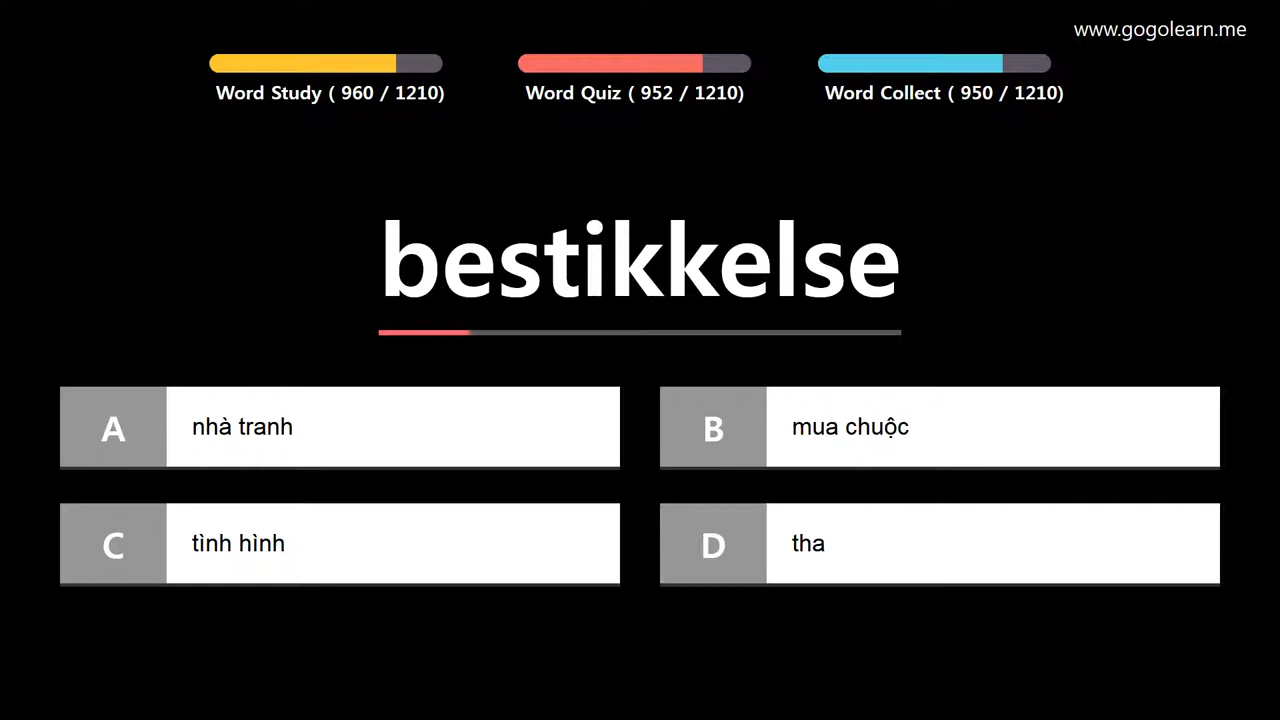 www.gogolearn.me
Word Study ( 960 / 1210)
Word Quiz ( 952 / 1210)
Word Collect ( 950 / 1210)
bestikkelse
A nhà tranh
B mua chuộc
C tình hình
D tha